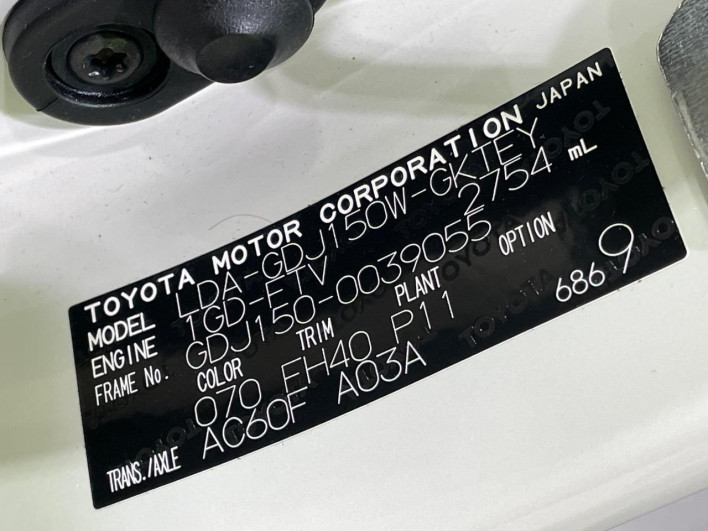 TOYOTA MOTOR CORPORATION JAPAN
MODEL LDA-GDJ150W-GKTEY
ENGINE 1GD-FTV 2754 mL
FRAME No. GDJ150-0039055
COLOR TRIM PLANT OPTION
070 FH40 P11 6869
TRANS./AXLE AC60F A03A